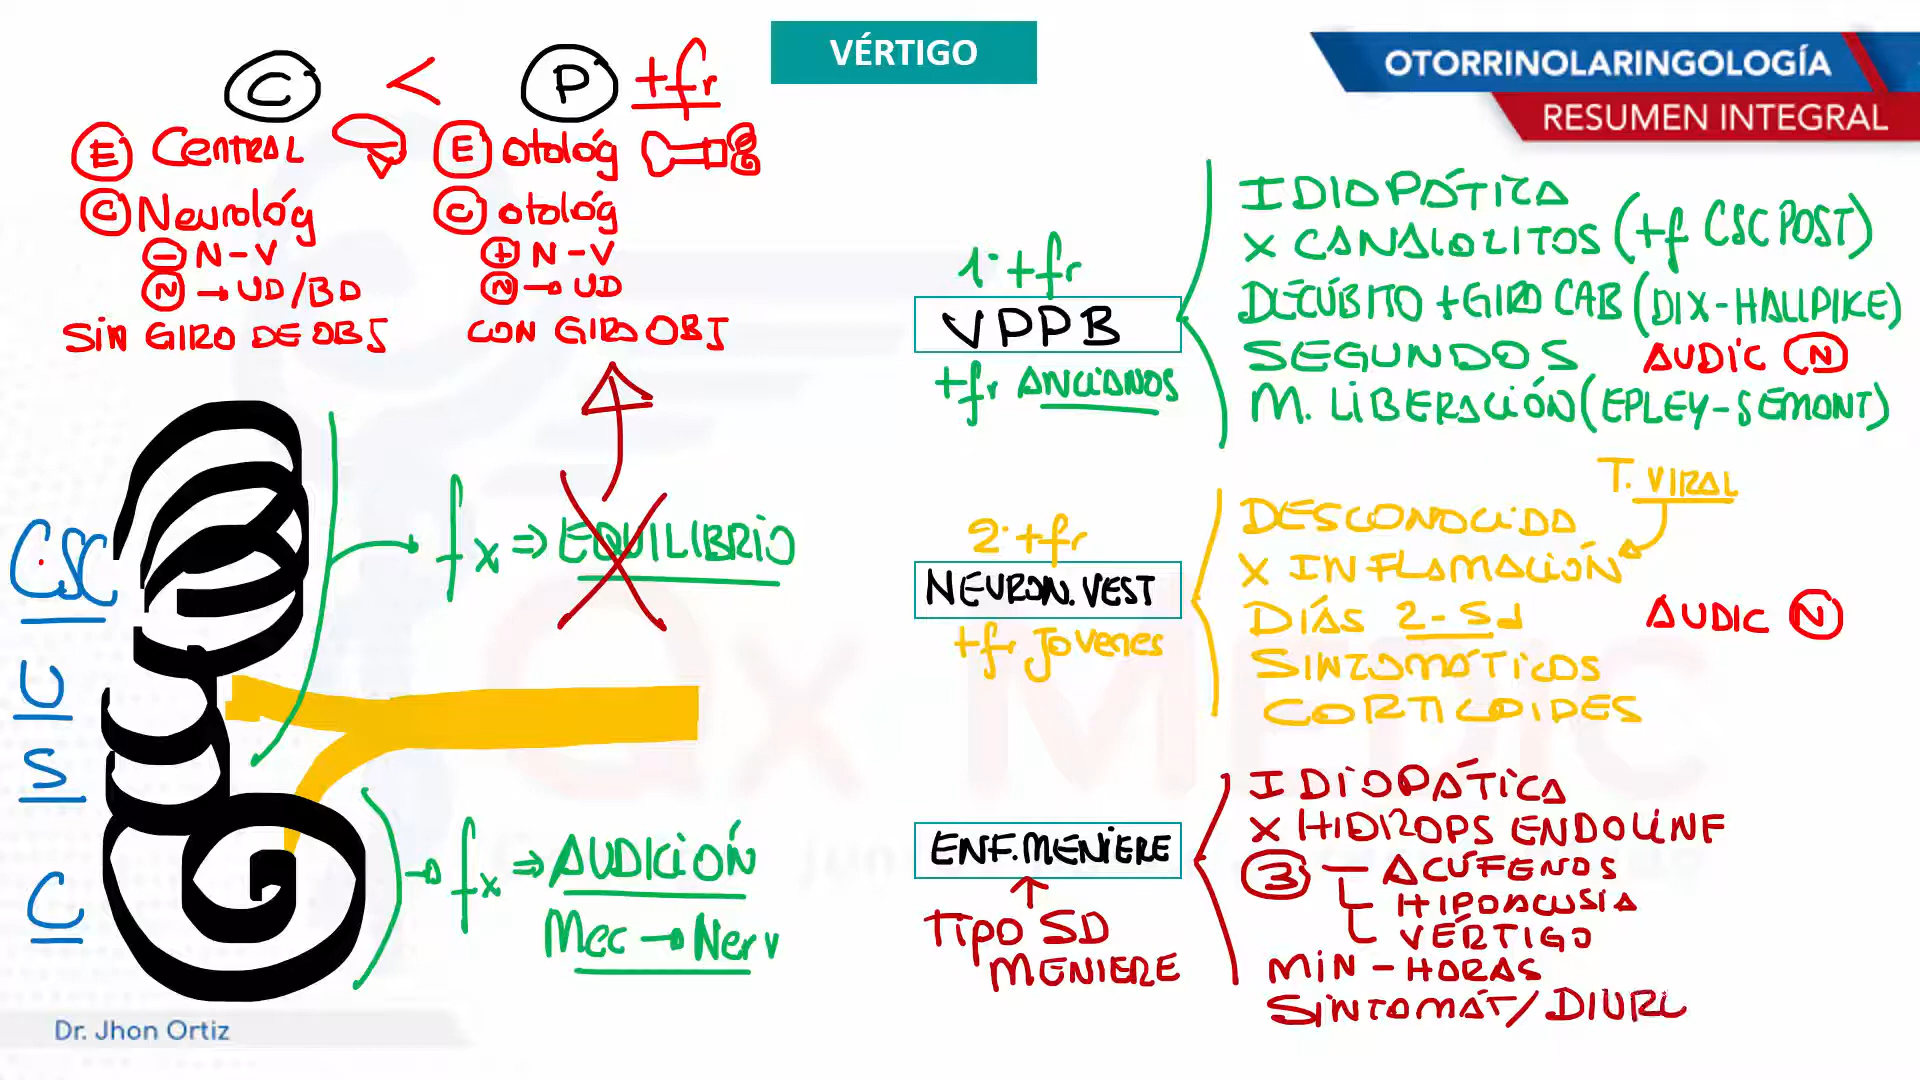 VÉRTIGO
OTORRINOLARINGOLOGÍA
RESUMEN INTEGRAL
C < P +fr
E CENTRAL
C Neurológ
- N-V
N → UD/BD
SIN GIRO DE OBJ
E otológ
C otológ
+ N-V
N → UD
CON GIRO OBJ
CSC
U
S
C
fx ⇒ EQUILIBRIO
fx ⇒ AUDICIÓN
Mec → Nerv
1° +fr
VPPB
+fr ANCIANOS
IDIOPÁTICA
X CANALOLITOS (+f CSC POST)
DECÚBITO + GIRO CAB (DIX-HALLPIKE)
SEGUNDOS AUDIC N
M. LIBERACIÓN (EPLEY-SEMONT)
2° +fr
NEURON. VEST
+fr Jovenes
T. VIRAL
DESCONOCIDA
X INFLAMACIÓN
DÍAS 2-5d AUDIC N
SINTOMÁTICOS
CORTICOIDES
ENF. MENIERE
TIPO SD
MENIERE
IDIOPÁTICA
X HIDROPS ENDOLINF
3 - ACÚFENOS
HIPOACUSIA
VÉRTIGO
MIN - HORAS
SINTOMÁT/DIURE
Dr. Jhon Ortiz